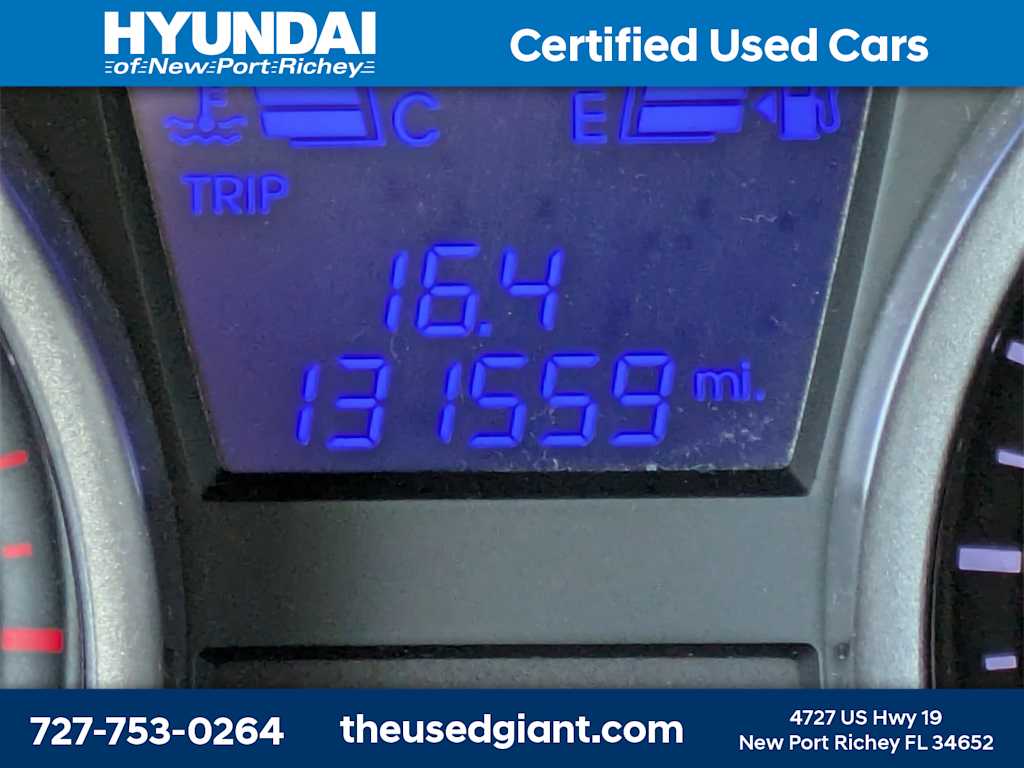 HYUNDAI
of New Port Richey
Certified Used Cars
C
E
TRIP
16.4
131559 mi.
727-753-0264
theusedgiant.com
4727 US Hwy 19
New Port Richey FL 34652